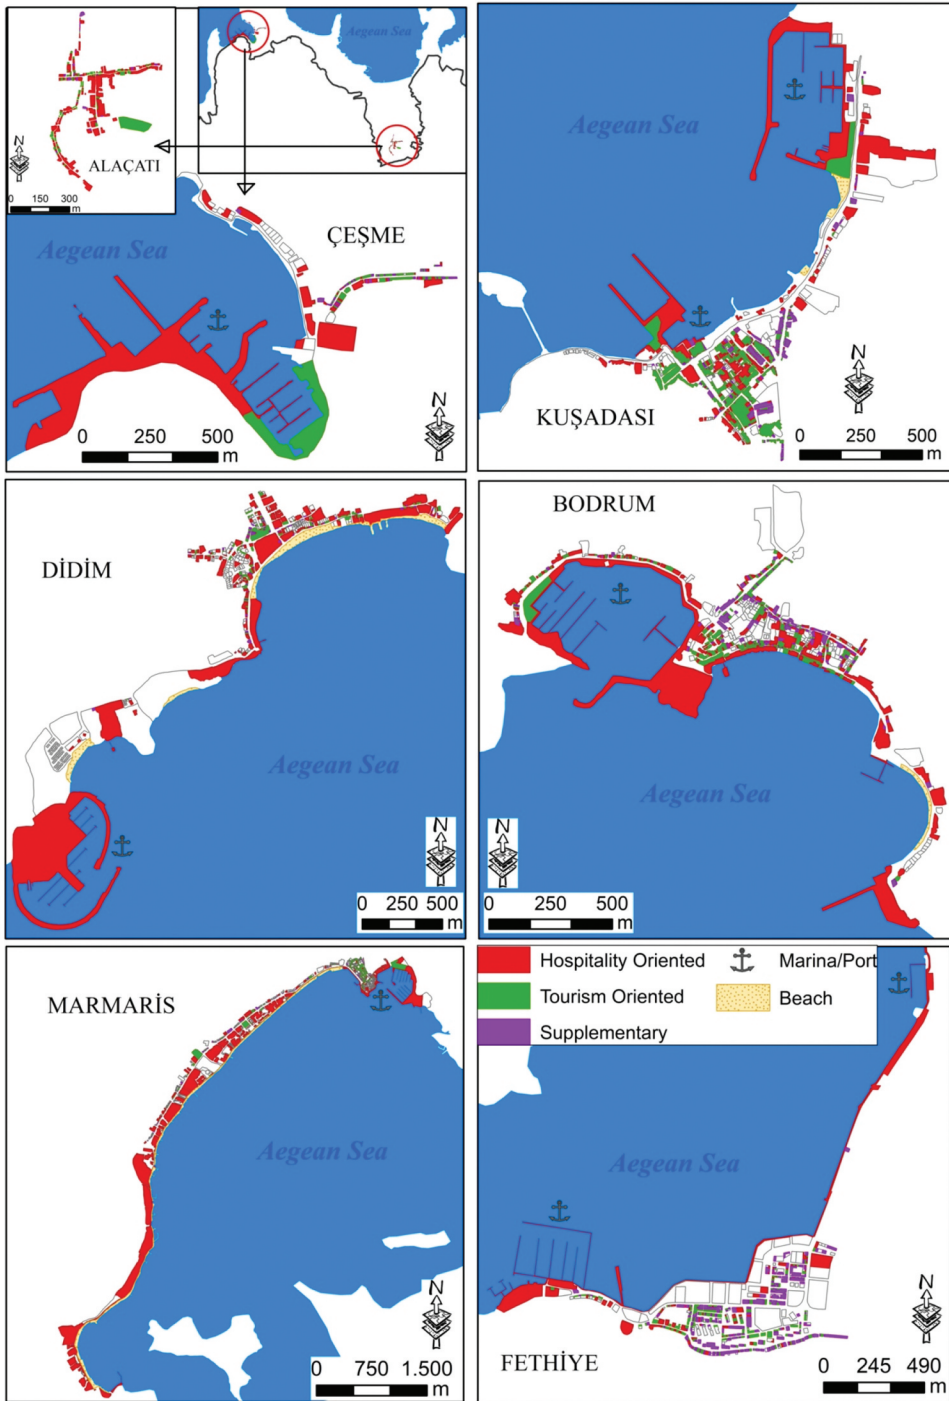 Aegean Sea
N
ALAÇATI
0 150 300
m
Aegean Sea
ÇEŞME
N
0 250 500
m
Aegean Sea
KUŞADASI
N
0 250 500
m
DİDİM
Aegean Sea
N
0 250 500
m
BODRUM
Aegean Sea
N
0 250 500
m
MARMARİS
Aegean Sea
N
0 750 1.500
m
Hospitality Oriented
Marina/Port
Tourism Oriented
Beach
Supplementary
Aegean Sea
N
FETHİYE
0 245 490
m